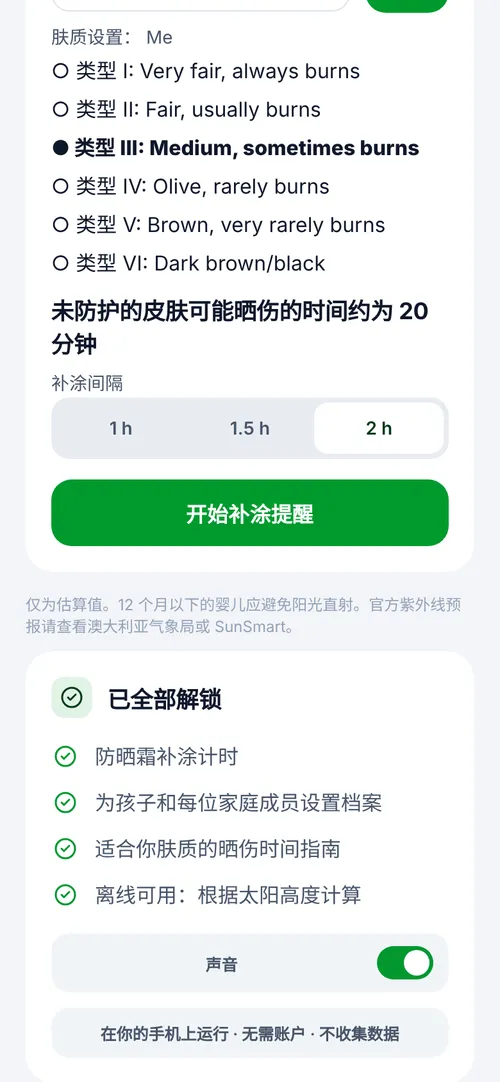 肤质设置： Me
类型 I: Very fair, always burns
类型 II: Fair, usually burns
类型 III: Medium, sometimes burns
类型 IV: Olive, rarely burns
类型 V: Brown, very rarely burns
类型 VI: Dark brown/black
未防护的皮肤可能晒伤的时间约为 20
分钟
补涂间隔
1 h
1.5 h
2 h
开始补涂提醒
仅为估算值。12 个月以下的婴儿应避免阳光直射。官方紫外线预
报请查看澳大利亚气象局或 SunSmart。
已全部解锁
防晒霜补涂计时
为孩子和每位家庭成员设置档案
适合你肤质的晒伤时间指南
离线可用：根据太阳高度计算
声音
在你的手机上运行 · 无需账户 · 不收集数据